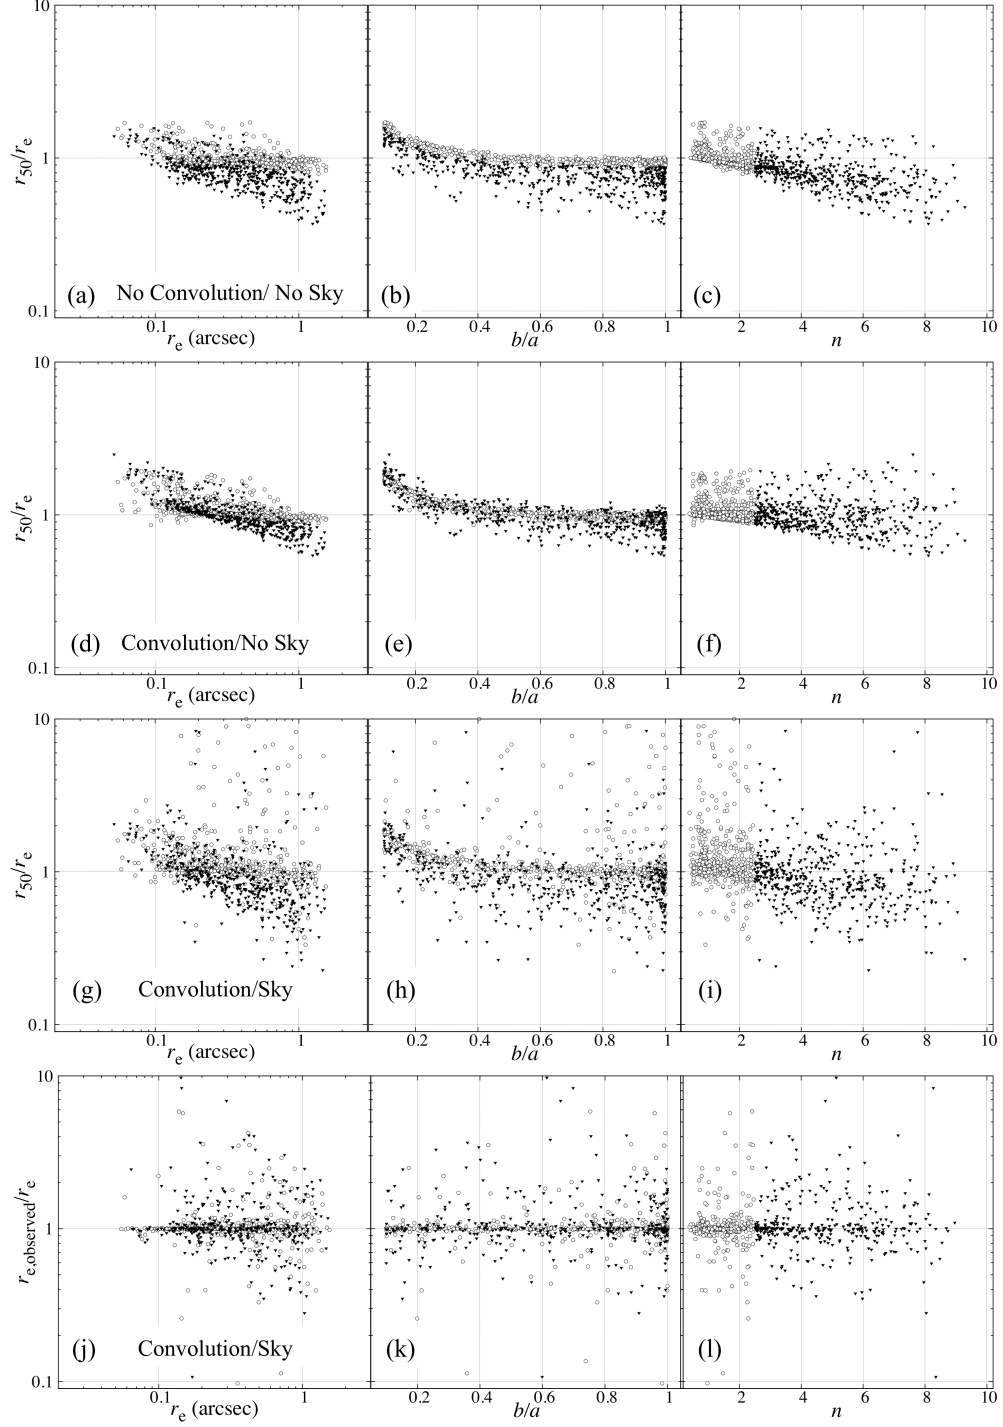 10
1
0.1
r50/re
(a) No Convolution/ No Sky
(b)
(c)
0.1 1
0.2 0.4 0.6 0.8 1
2 4 6 8 10
re (arcsec)
b/a
n
10
1
0.1
r50/re
(d) Convolution/No Sky
(e)
(f)
0.1 1
0.2 0.4 0.6 0.8 1
2 4 6 8 10
re (arcsec)
b/a
n
10
1
0.1
r50/re
(g) Convolution/Sky
(h)
(i)
0.1 1
0.2 0.4 0.6 0.8 1
2 4 6 8 10
re (arcsec)
b/a
n
10
1
0.1
re,observed/re
(j) Convolution/Sky
(k)
(l)
0.1 1
0.2 0.4 0.6 0.8 1
2 4 6 8 10
re (arcsec)
b/a
n